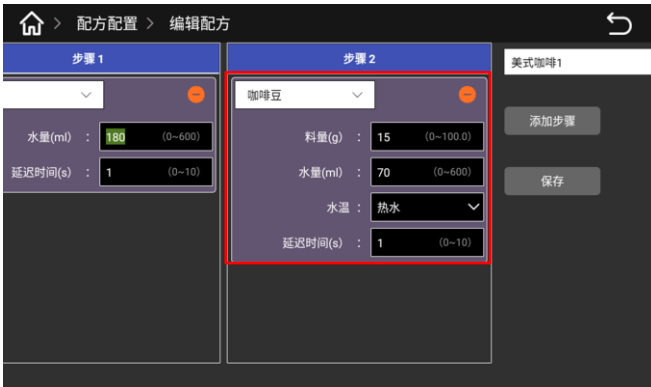 配方配置 > 编辑配方
步骤 1
水量(ml) : 180 (0~600)
延迟时间(s) : 1 (0~10)
步骤 2
咖啡豆
料量(g) : 15 (0~100.0)
水量(ml) : 70 (0~600)
水温 : 热水
延迟时间(s) : 1 (0~10)
美式咖啡1
添加步骤
保存